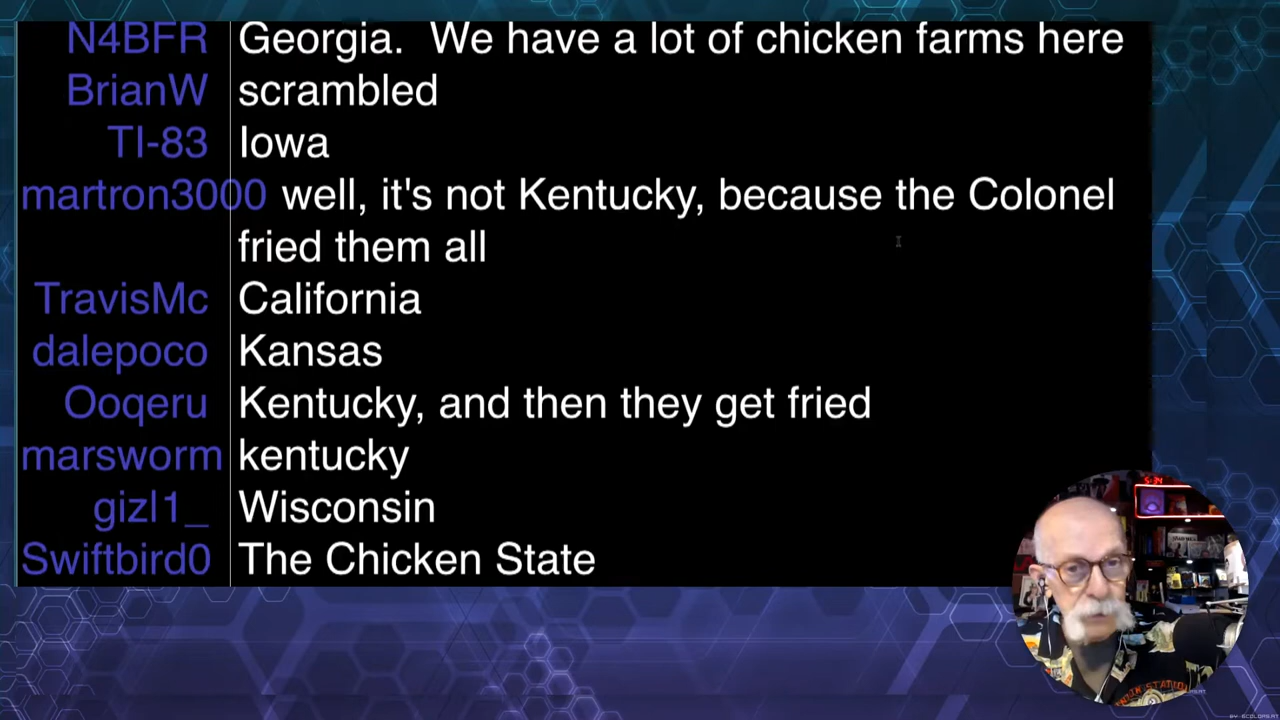 N4BFR Georgia.  We have a lot of chicken farms here
BrianW scrambled
TI-83 Iowa
martron3000 well, it's not Kentucky, because the Colonel
fried them all
TravisMc California
dalepoco Kansas
Ooqeru Kentucky, and then they get fried
marsworm kentucky
gizl1_ Wisconsin
Swiftbird0 The Chicken State
5:34